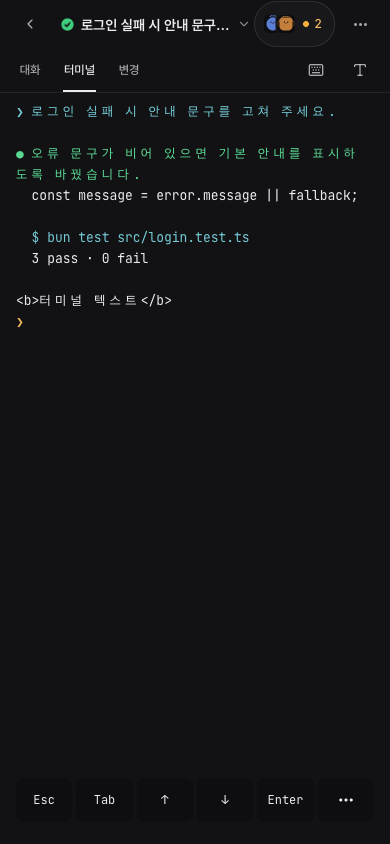 로그인 실패 시 안내 문구...
2
대화 터미널 변경
❯ 로그인 실패 시 안내 문구를 고쳐 주세요.
● 오류 문구가 비어 있으면 기본 안내를 표시하
도록 바꿨습니다.
const message = error.message || fallback;
$ bun test src/login.test.ts
3 pass · 0 fail
<b>터미널 텍스트</b>
❯
Esc Tab ↑ ↓ Enter •••